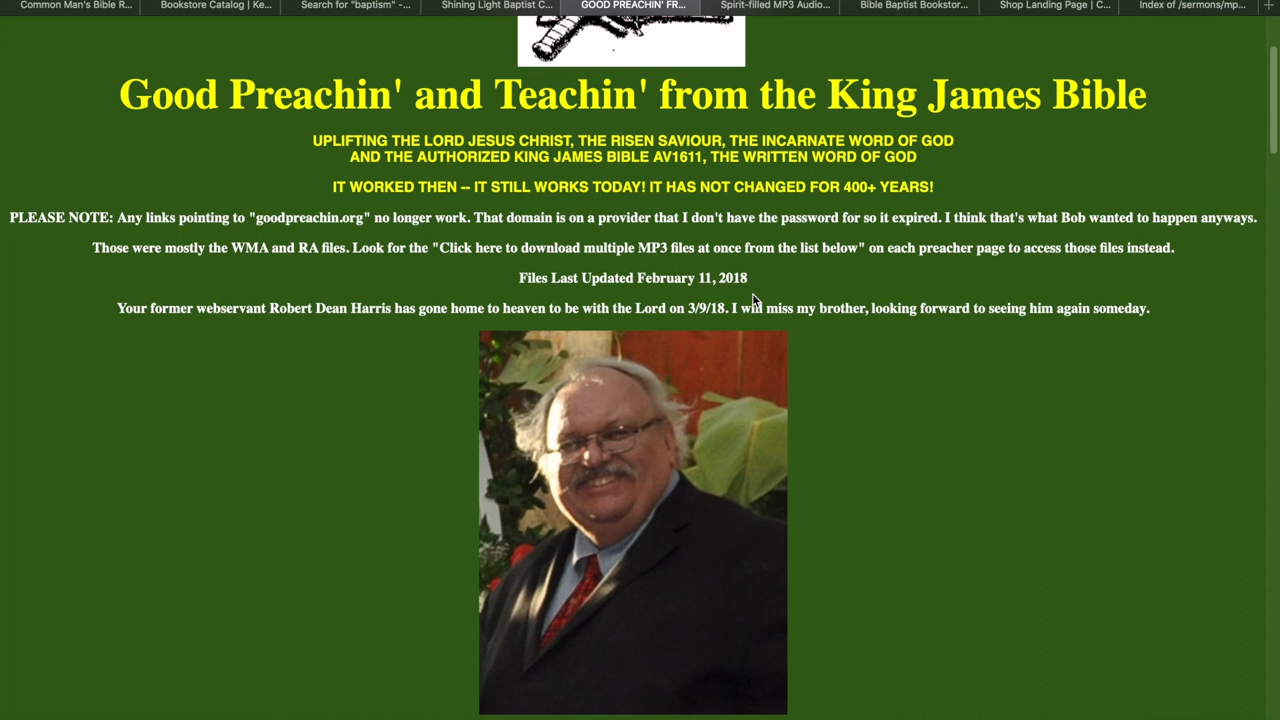 Common Man's Bible R...
Bookstore Catalog | Ke...
Search for "baptism" -...
Shining Light Baptist C...
GOOD PREACHIN' FR...
Spirit-filled MP3 Audio...
Bible Baptist Bookstor...
Shop Landing Page | C...
Index of /sermons/mp...
Good Preachin' and Teachin' from the King James Bible
UPLIFTING THE LORD JESUS CHRIST, THE RISEN SAVIOUR, THE INCARNATE WORD OF GOD
AND THE AUTHORIZED KING JAMES BIBLE AV1611, THE WRITTEN WORD OF GOD
IT WORKED THEN -- IT STILL WORKS TODAY! IT HAS NOT CHANGED FOR 400+ YEARS!
PLEASE NOTE: Any links pointing to "goodpreachin.org" no longer work. That domain is on a provider that I don't have the password for so it expired. I think that's what Bob wanted to happen anyways.
Those were mostly the WMA and RA files. Look for the "Click here to download multiple MP3 files at once from the list below" on each preacher page to access those files instead.
Files Last Updated February 11, 2018
Your former webservant Robert Dean Harris has gone home to heaven to be with the Lord on 3/9/18. I will miss my brother, looking forward to seeing him again someday.